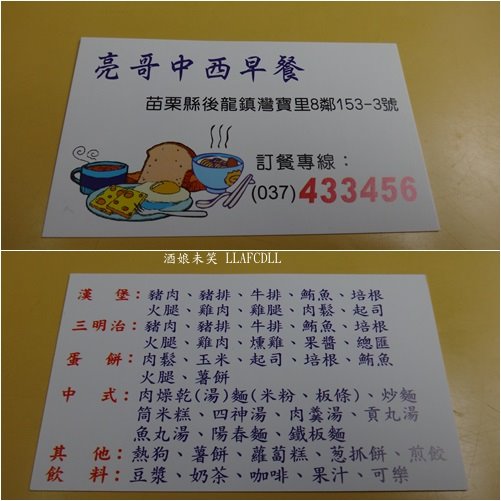 亮哥中西早餐
苗栗縣後龍鎮灣寶里8鄰153-3號
訂餐專線：
(037)433456
酒娘未笑 LLAFCDLL
漢堡：豬肉、豬排、牛排、鮪魚、培根
火腿、雞肉、雞腿、肉鬆、起司
三明治：豬肉、豬排、牛排、鮪魚、培根
火腿、雞肉、燻雞、果醬、總匯
蛋餅：肉鬆、玉米、起司、培根、鮪魚
火腿、薯餅
中式：肉燥乾(湯)麵(米粉、板條)、炒麵
筒米糕、四神湯、肉羹湯、貢丸湯
魚丸湯、陽春麵、鐵板麵
其他：熱狗、薯餅、蘿蔔糕、蔥抓餅、煎餃
飲料：豆漿、奶茶、咖啡、果汁、可樂